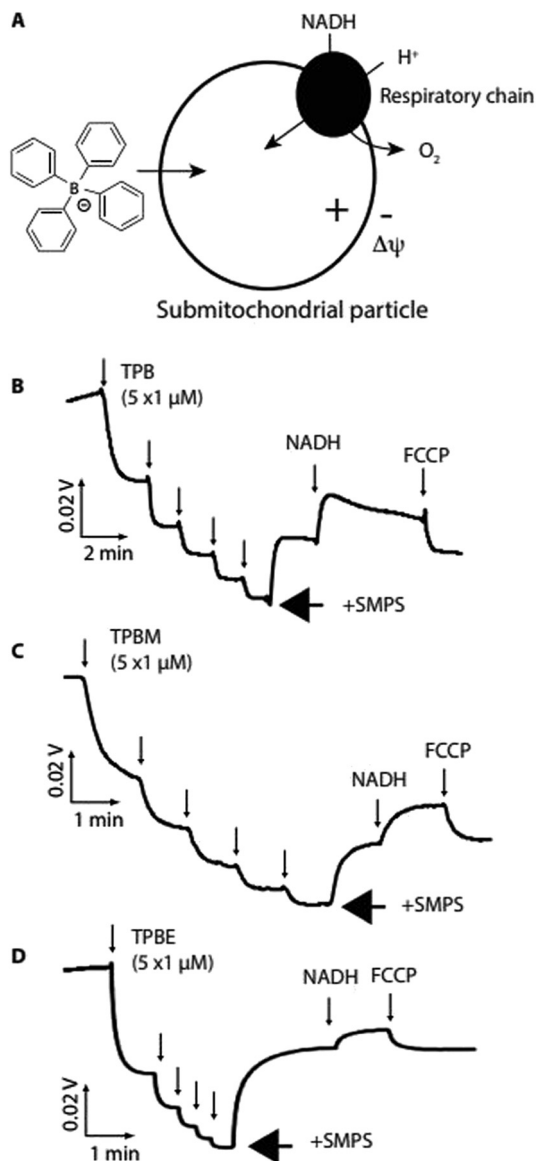 A
NADH
H⁺
Respiratory chain
O₂
B
⊖
+ -
Δψ
Submitochondrial particle
B
TPB
(5 x1 μM)
NADH
FCCP
0.02 V
2 min
+SMPS
C
TPBM
(5 x1 μM)
FCCP
NADH
0.02 V
1 min
+SMPS
D
TPBE
(5 x1 μM)
NADH FCCP
0.02 V
1 min
+SMPS